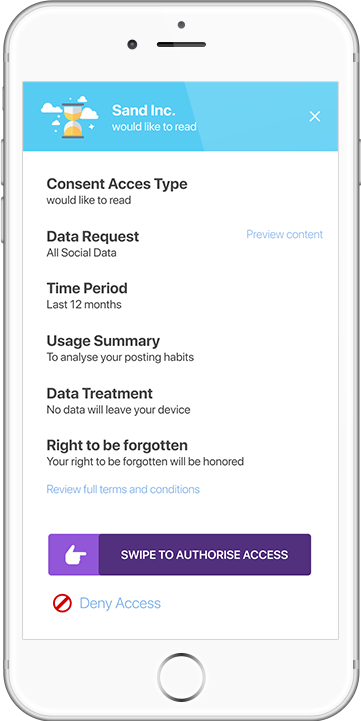 Sand Inc.
would like to read
Consent Acces Type
would like to read
Data Request
Preview content
All Social Data
Time Period
Last 12 months
Usage Summary
To analyse your posting habits
Data Treatment
No data will leave your device
Right to be forgotten
Your right to be forgotten will be honored
Review full terms and conditions
SWIPE TO AUTHORISE ACCESS
Deny Access